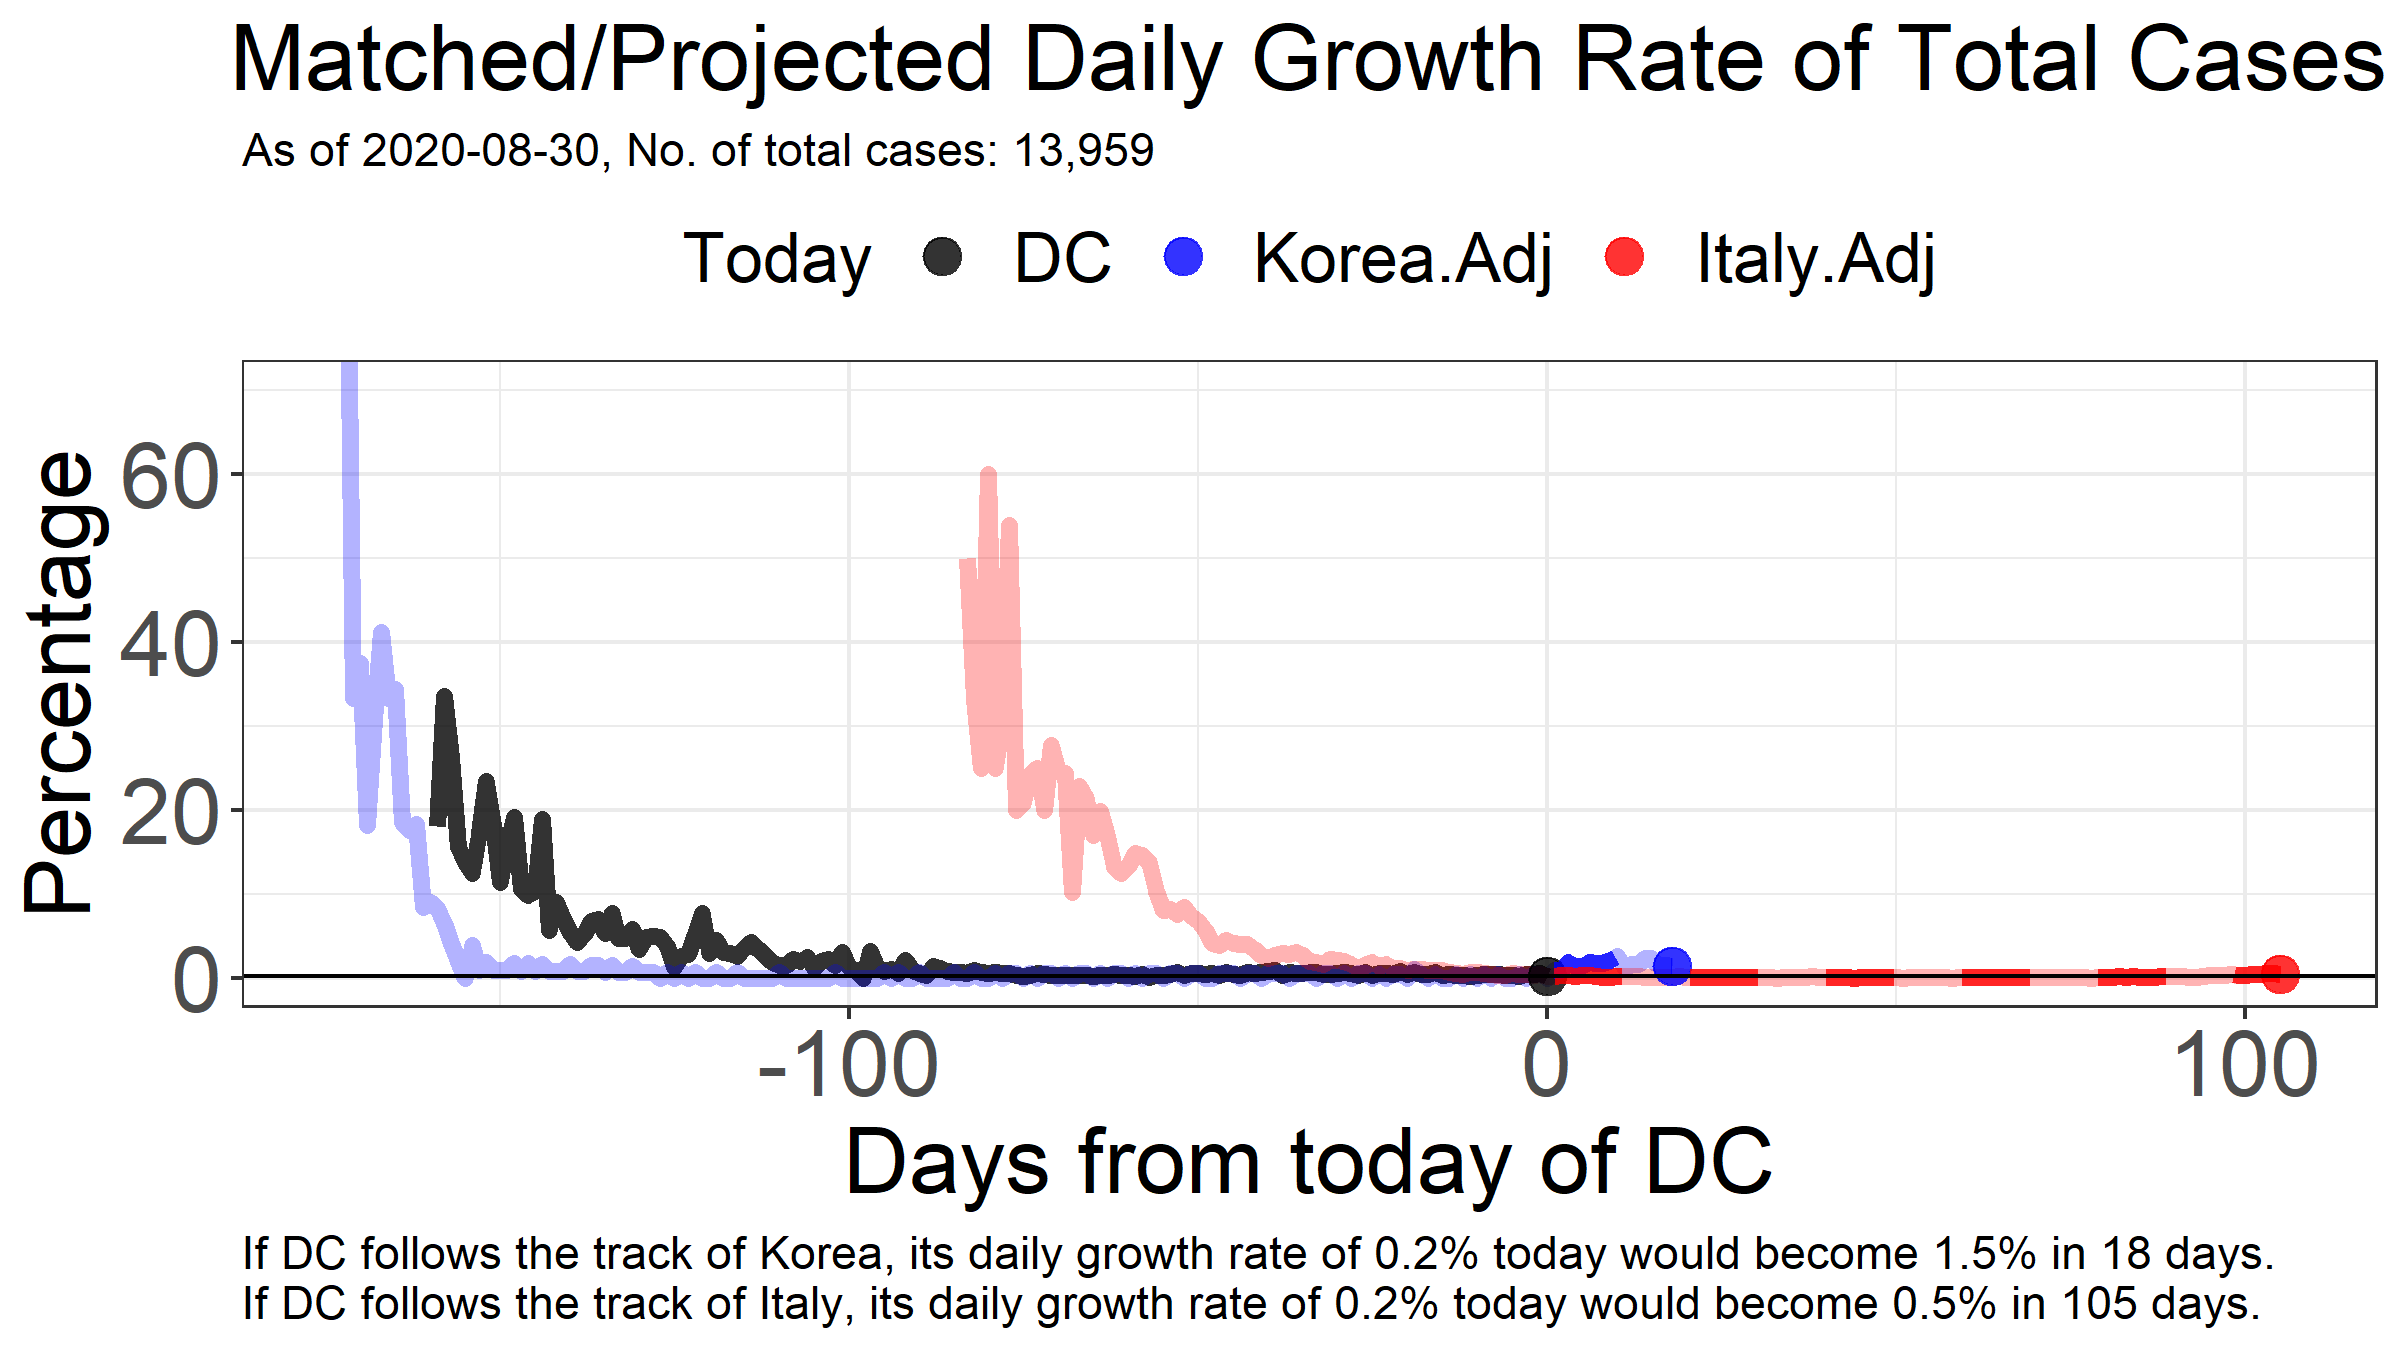 Matched/Projected Daily Growth Rate of Total Cases
As of 2020-08-30, No. of total cases: 13,959
Today DC Korea.Adj Italy.Adj
Percentage
60
40
20
0
-100 0 100
Days from today of DC
If DC follows the track of Korea, its daily growth rate of 0.2% today would become 1.5% in 18 days.
If DC follows the track of Italy, its daily growth rate of 0.2% today would become 0.5% in 105 days.